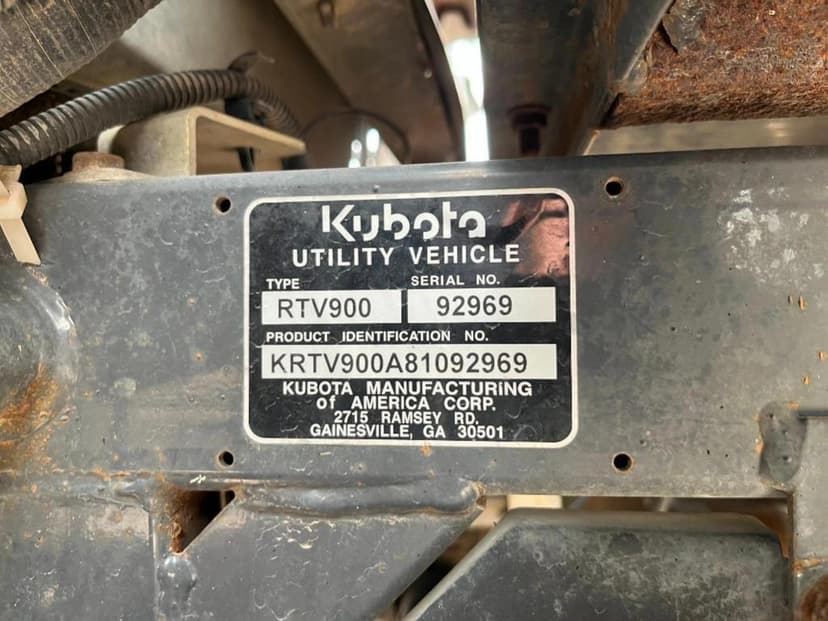 Kubota
UTILITY VEHICLE
TYPE SERIAL NO.
RTV900 92969
PRODUCT IDENTIFICATION NO.
KRTV900A81092969
KUBOTA MANUFACTURING
of AMERICA CORP.
2715 RAMSEY RD.
GAINESVILLE, GA 30501